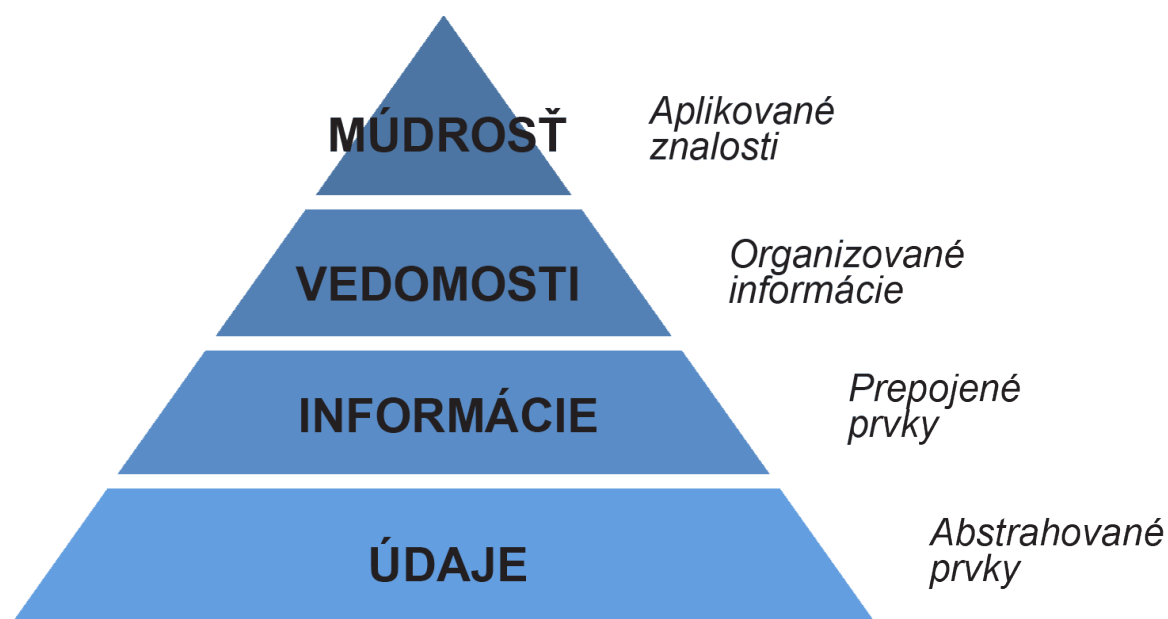 MÚDROSŤ
Aplikované
znalosti
VEDOMOSTI
Organizované
informácie
INFORMÁCIE
Prepojené
prvky
ÚDAJE
Abstrahované
prvky